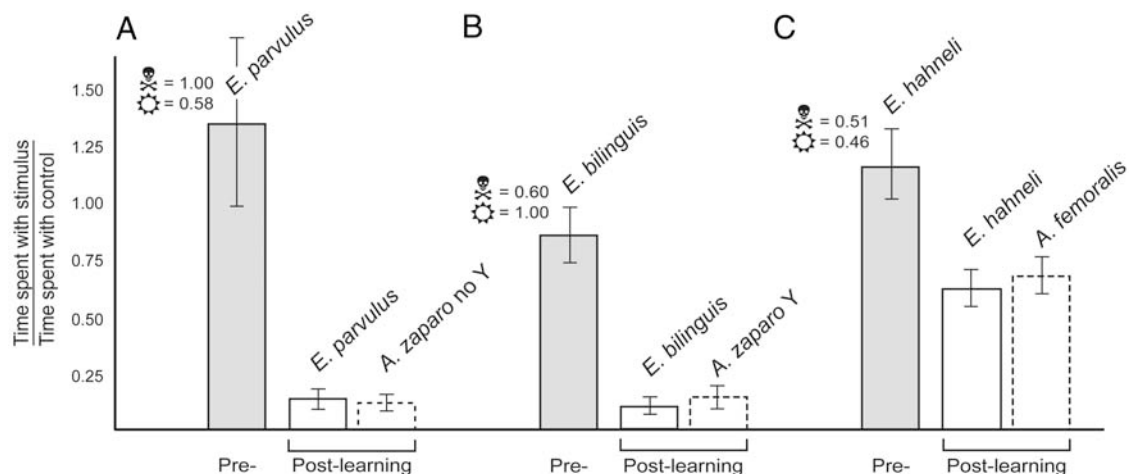 A
B
C
E. parvulus
= 1.00
= 0.58
E. parvulus
A. zaparo no Y
E. bilinguis
= 0.60
= 1.00
E. bilinguis
A. zaparo Y
E. hahneli
= 0.51
= 0.46
E. hahneli
A. femoralis
Time spent with stimulus
Time spent with control
1.50
1.25
1.00
0.75
0.50
0.25
Pre-
Post-learning
Pre-
Post-learning
Pre-
Post-learning